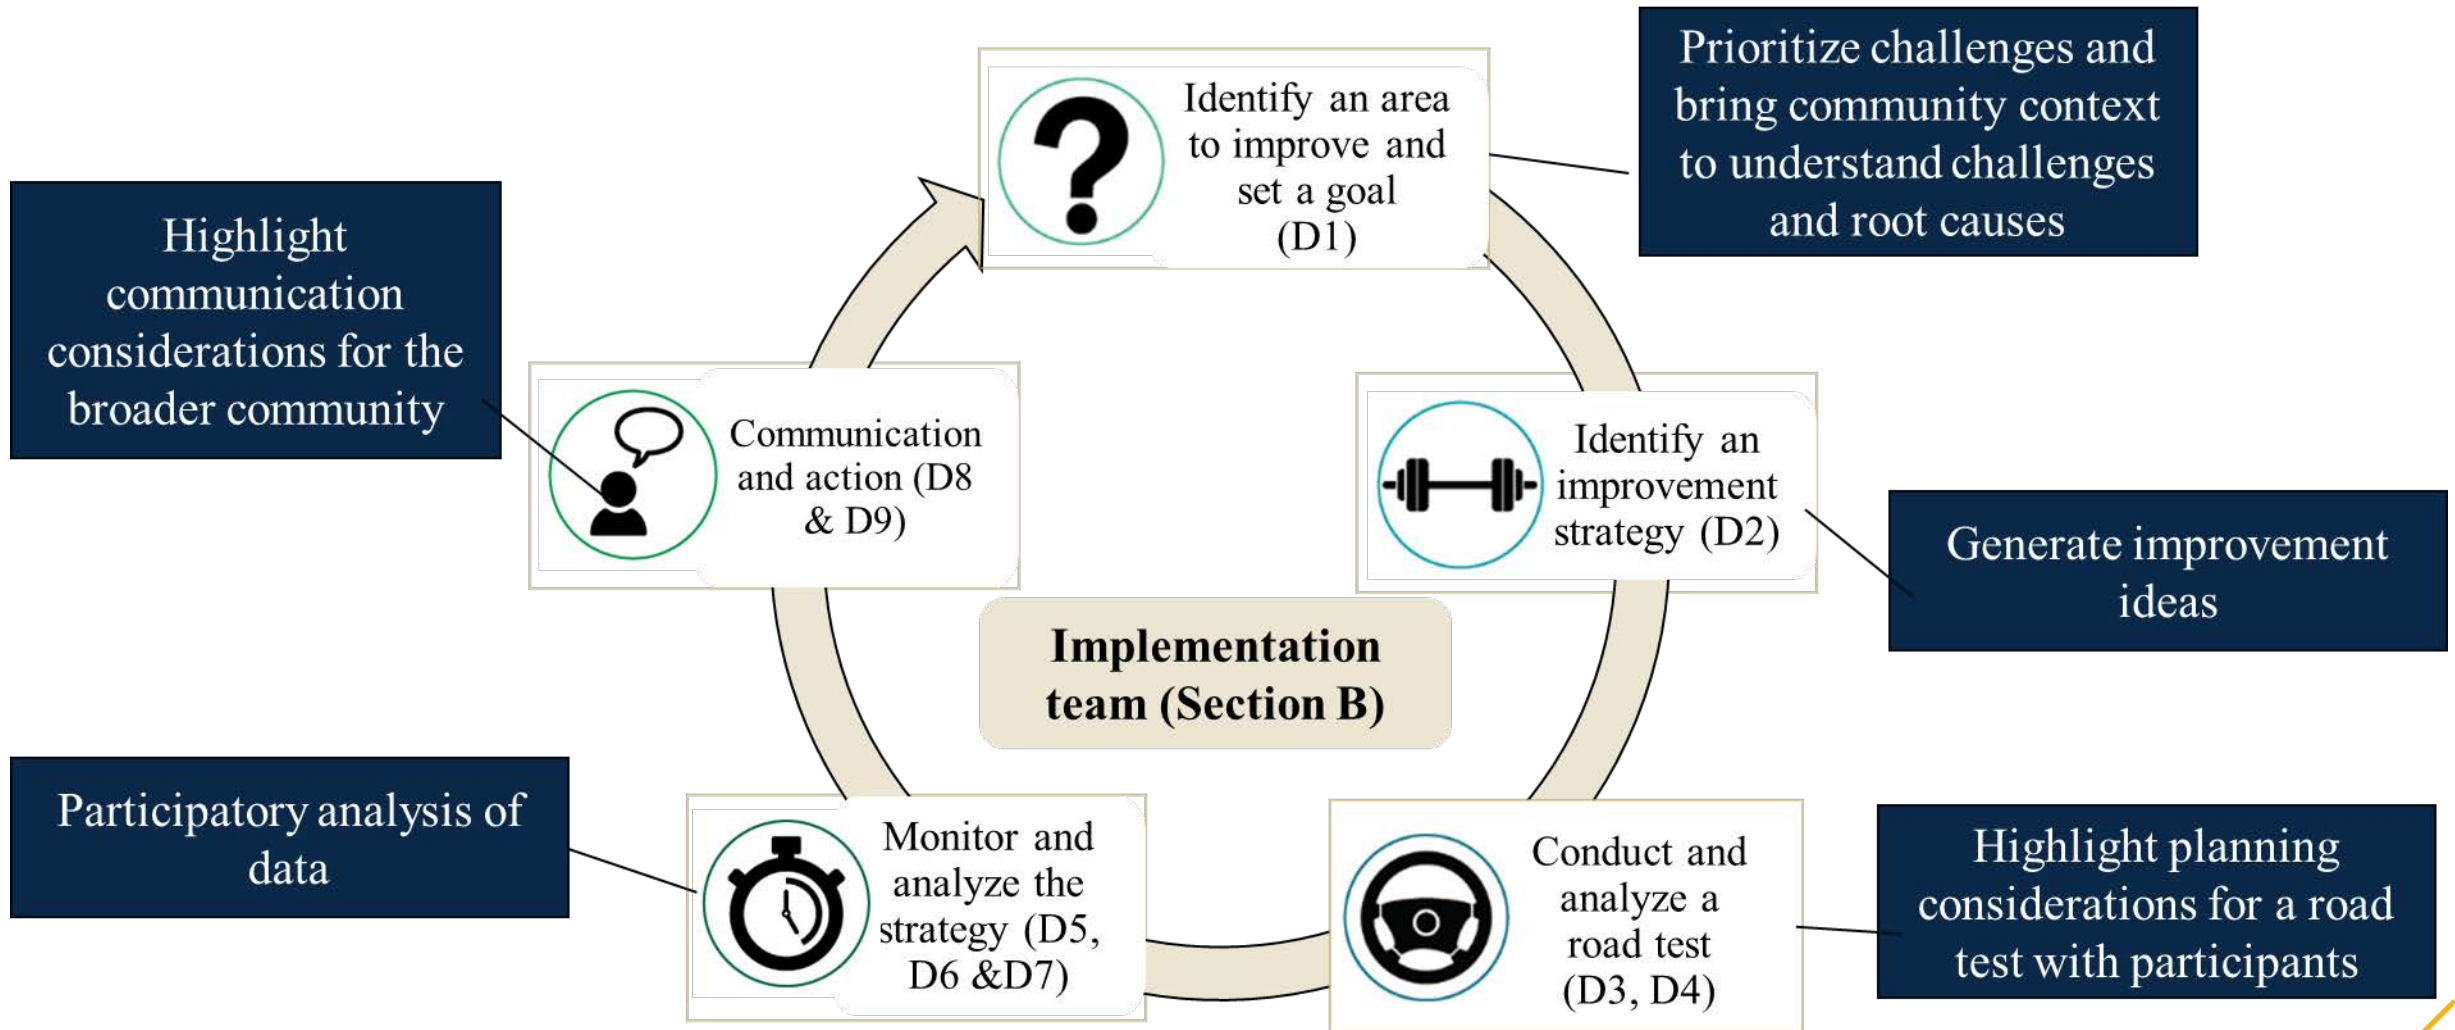 Prioritize challenges and
bring community context
to understand challenges
and root causes
Identify an area
to improve and
set a goal
(D1)
Highlight
communication
considerations for the
broader community
Communication
and action (D8
& D9)
Identify an
improvement
strategy (D2)
Generate improvement
ideas
Implementation
team (Section B)
Participatory analysis of
data
Monitor and
analyze the
strategy (D5,
D6 &D7)
Conduct and
analyze a
road test
(D3, D4)
Highlight planning
considerations for a road
test with participants